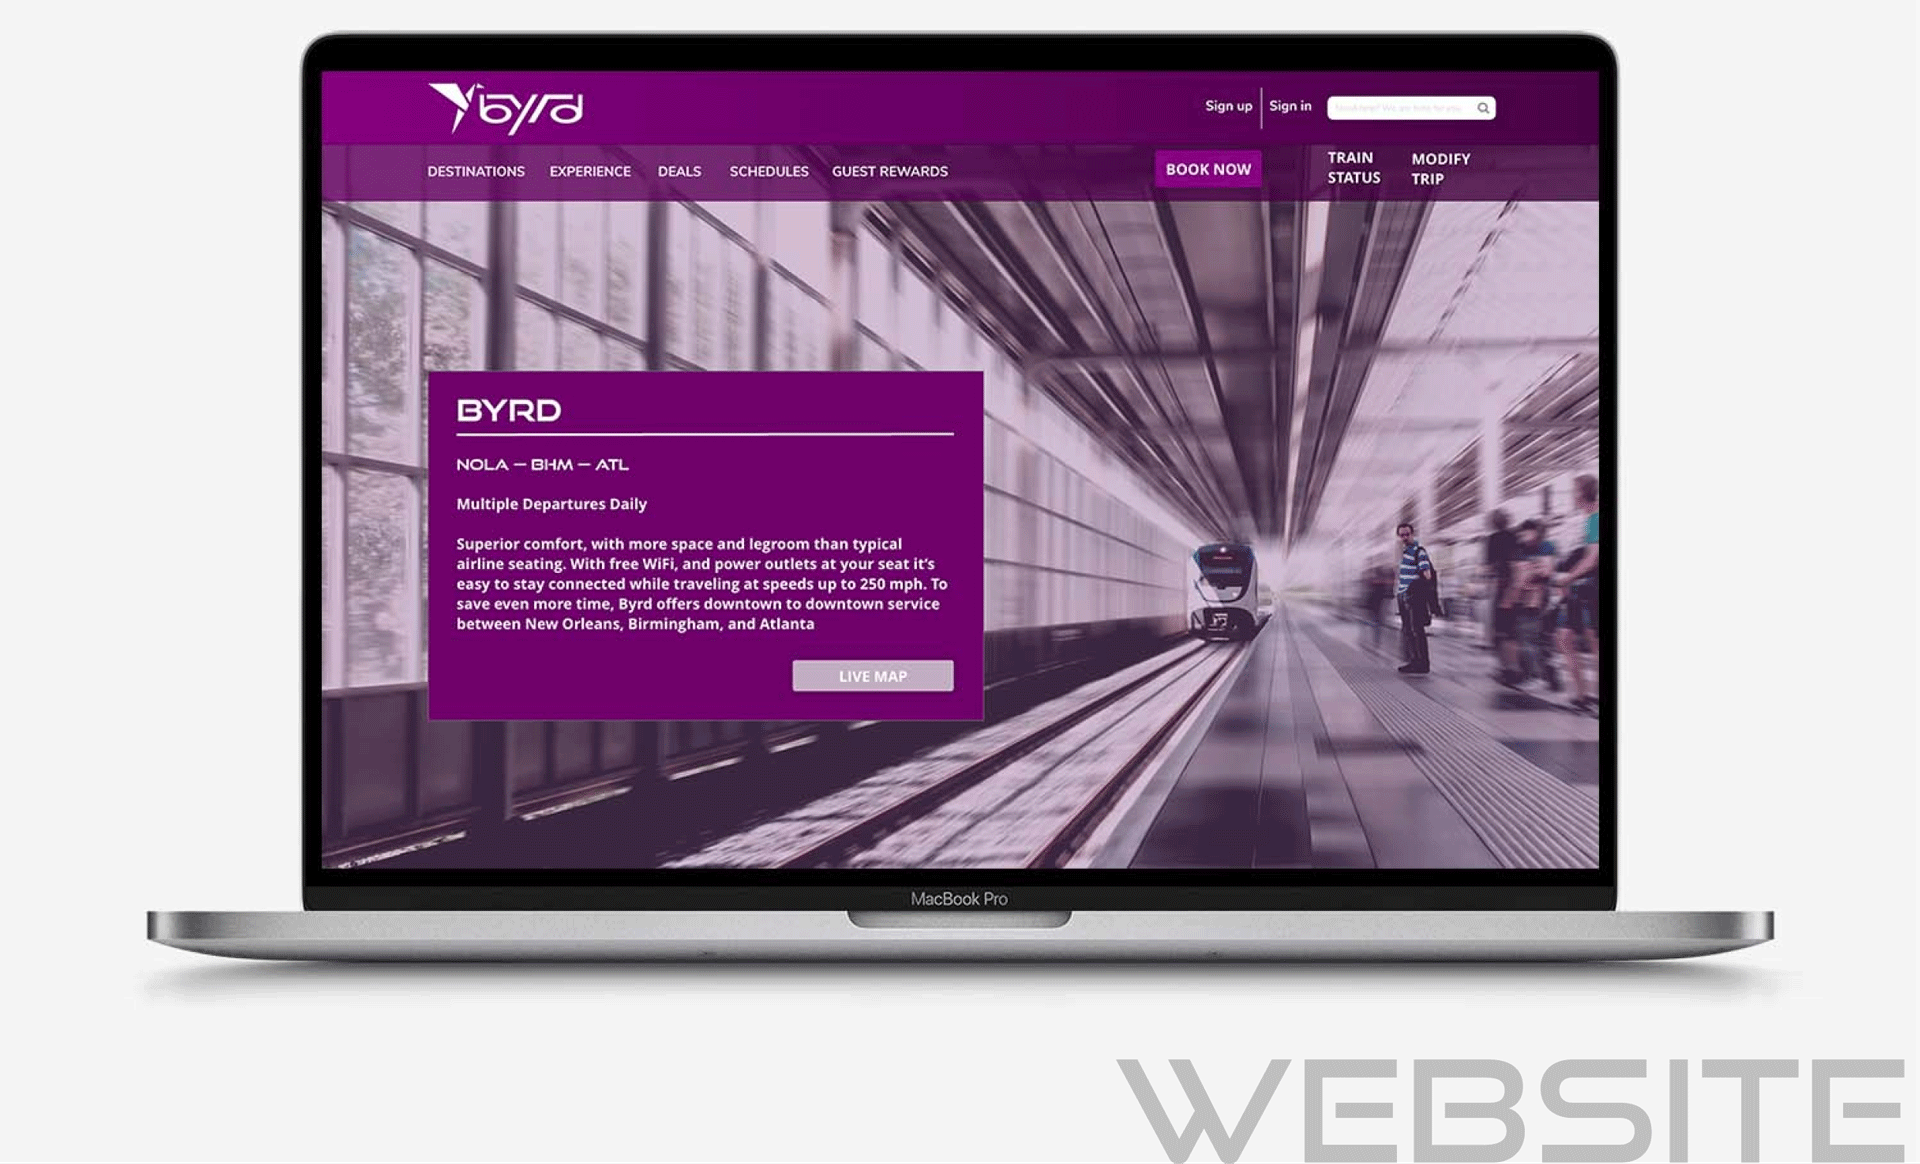 byrd
Sign up
Sign in
DESTINATIONS
EXPERIENCE
DEALS
SCHEDULES
GUEST REWARDS
BOOK NOW
TRAIN
STATUS
MODIFY
TRIP
BYRD
NOLA — BHM — ATL
Multiple Departures Daily
Superior comfort, with more space and legroom than typical
airline seating. With free WiFi, and power outlets at your seat it's
easy to stay connected while traveling at speeds up to 250 mph. To
save even more time, Byrd offers downtown to downtown service
between New Orleans, Birmingham, and Atlanta
LIVE MAP
MacBook Pro
WEBSITE